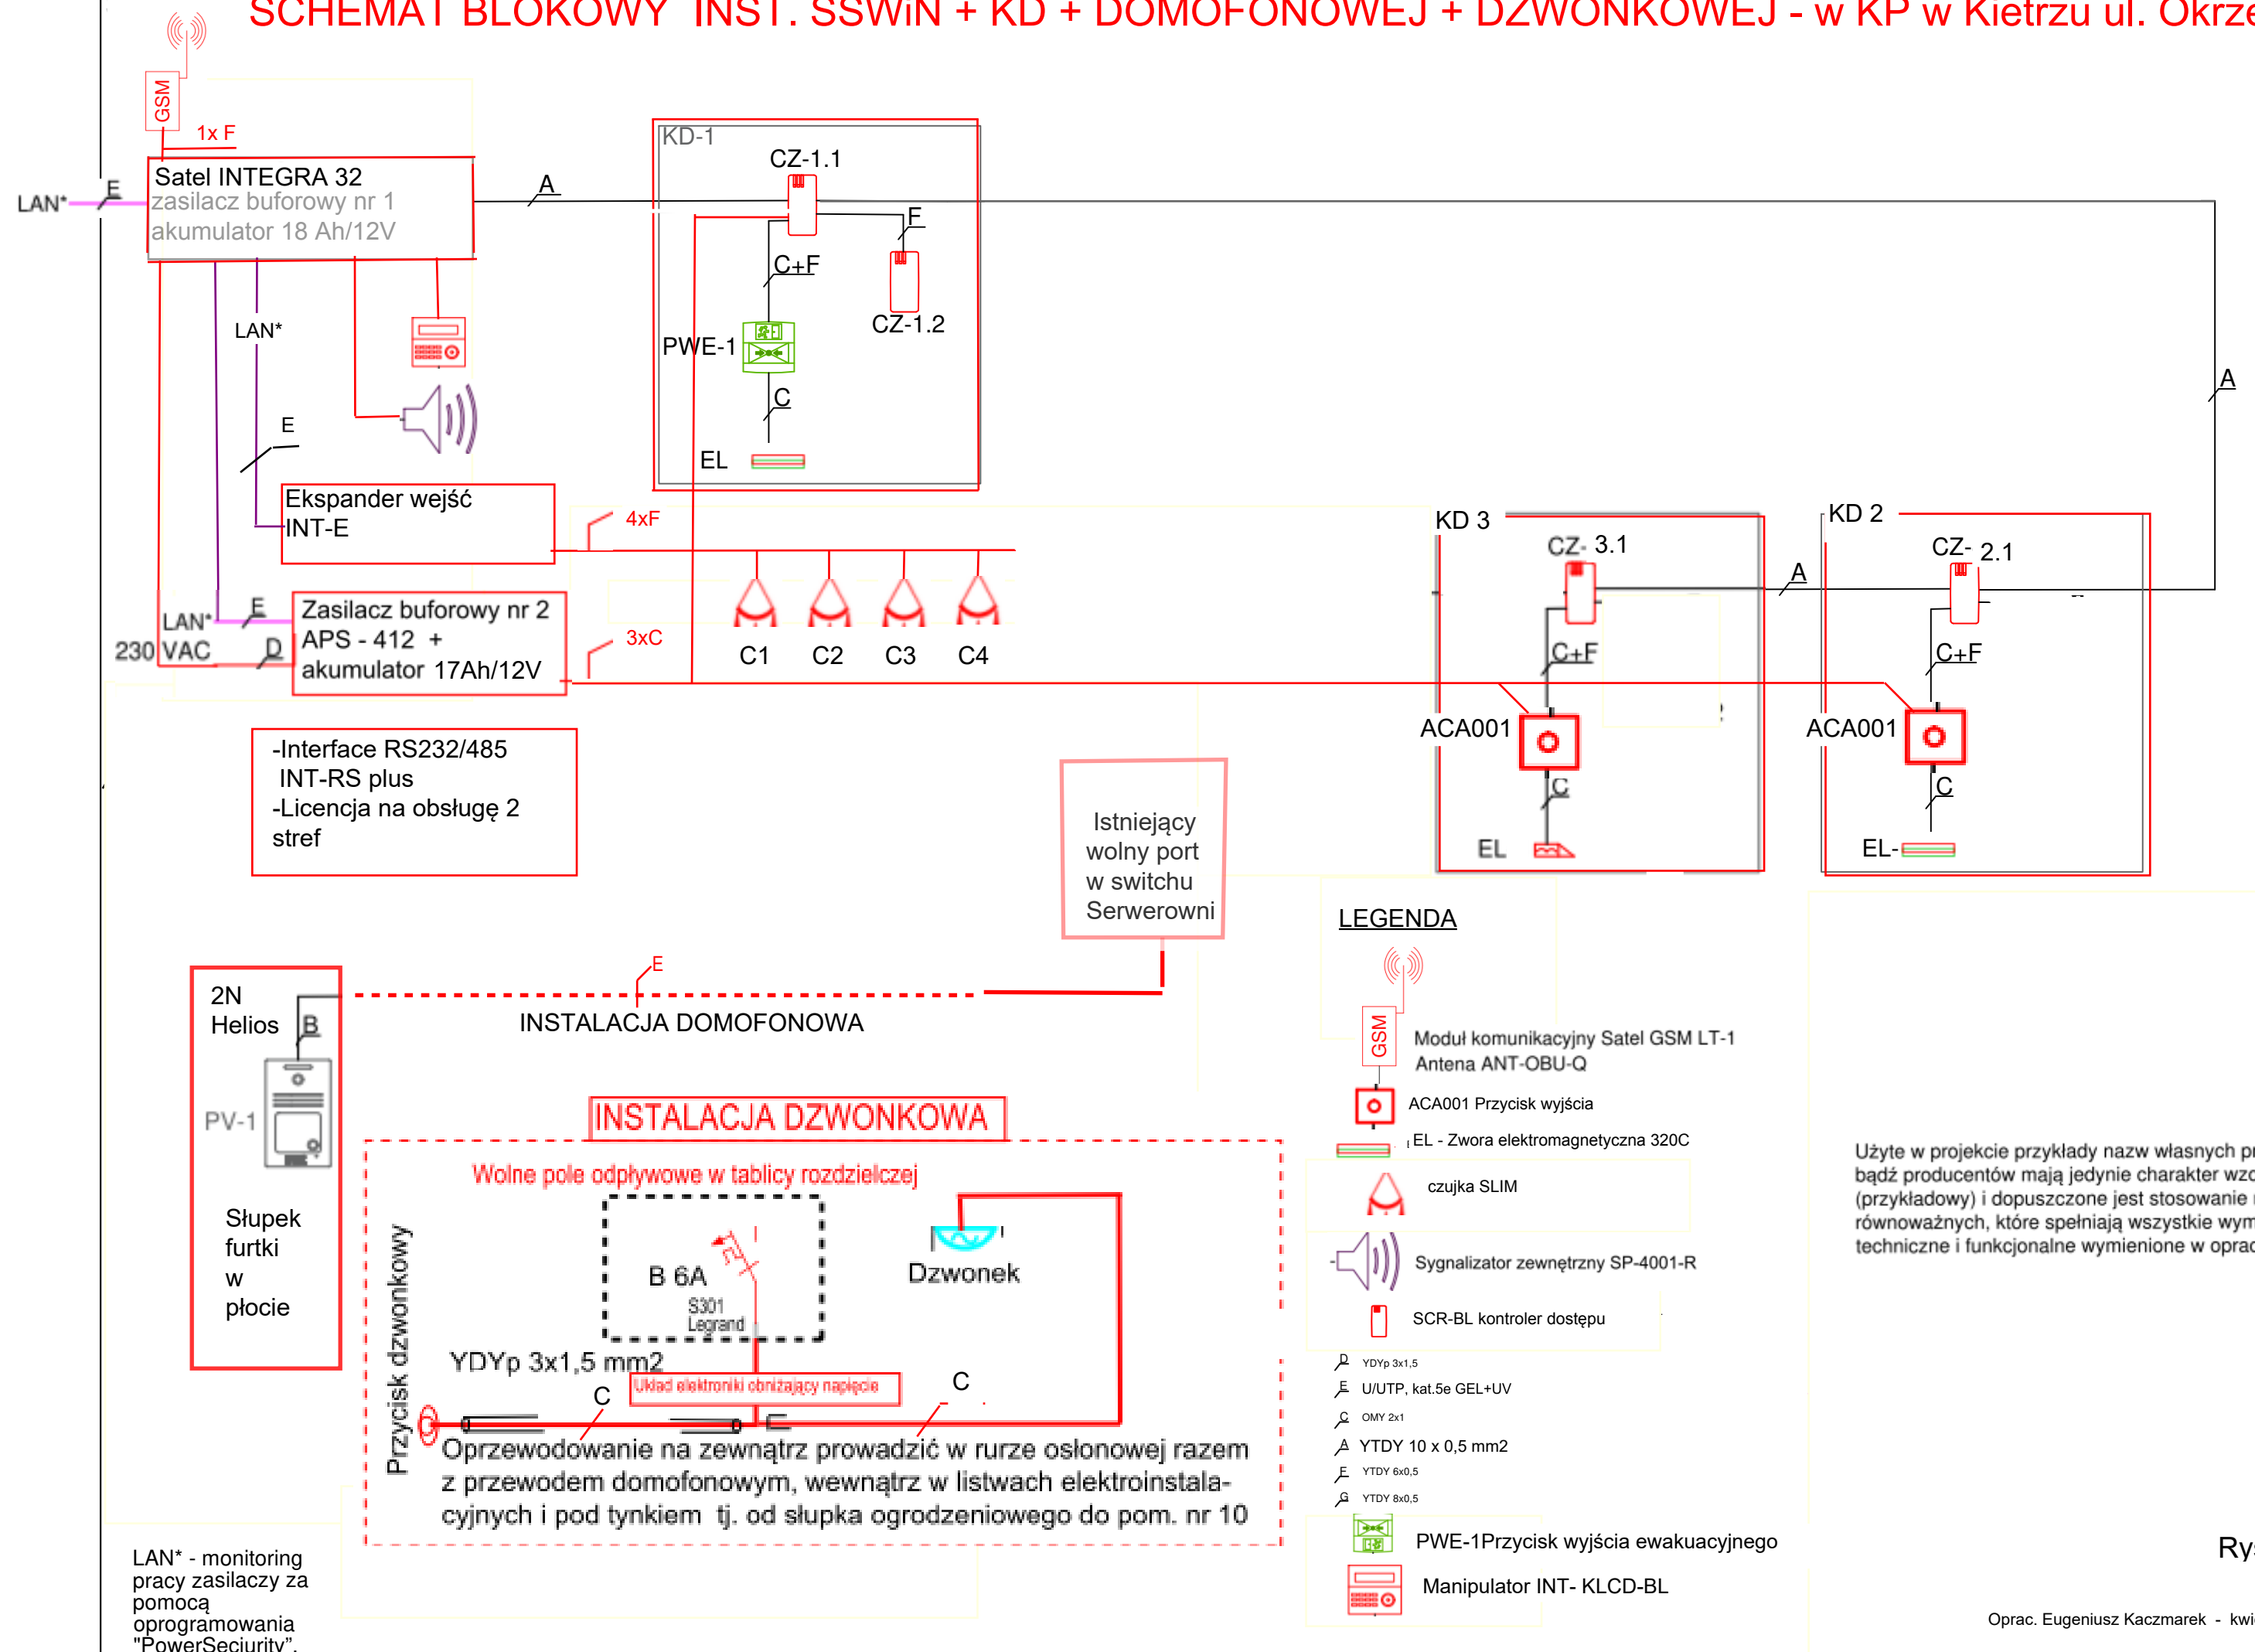 SCHEMAT BLOKOWY INST. SSWiN + KD + DOMOFONOWEJ + DZWONKOWEJ - w KP w Kietrzu ul.
GSM
1x F
LAN*
E
Satel INTEGRA 32
zasilacz buforowy nr 1
akumulator 18 Ah/12V
A
KD-1
CZ-1.1
F
C+F
CZ-1.2
PWE-1
C
EL
LAN*
E
A
Ekspander wejść
INT-E
4xF
KD 3
CZ- 3.1
KD 2
CZ- 2.1
A
LAN*
E
230 VAC
D
Zasilacz buforowy nr 2
APS - 412 +
akumulator 17Ah/12V
3xC
C1
C2
C3
C4
C+F
C+F
ACA001
ACA001
C
C
EL
EL-
-Interface RS232/485
INT-RS plus
-Licencja na obsługę 2
stref
Istniejący
wolny port
w switchu
Serwerowni
2N
Helios
B
PV-1
Słupek
furtki
w
płocie
E
INSTALACJA DOMOFONOWA
INSTALACJA DZWONKOWA
Wolne pole odpływowe w tablicy rozdzielczej
Przycisk dzwonkowy
B 6A
S301
Legrand
Dzwonek
YDYp 3x1,5 mm2
Układ elektroniki obniżający napięcie
C
C
Oprzewodowanie na zewnątrz prowadzić w rurze osłonowej razem
z przewodem domofonowym, wewnątrz w listwach elektroinstala-
cyjnych i pod tynkiem tj. od słupka ogrodzeniowego do pom. nr 10
LEGENDA
GSM
Moduł komunikacyjny Satel GSM LT-1
Antena ANT-OBU-Q
ACA001 Przycisk wyjścia
EL - Zwora elektromagnetyczna 320C
czujka SLIM
Sygnalizator zewnętrzny SP-4001-R
SCR-BL kontroler dostępu
D YDYp 3x1,5
E U/UTP, kat.5e GEL+UV
C OMY 2x1
A YTDY 10 x 0,5 mm2
F YTDY 6x0,5
G YTDY 8x0,5
PWE-1Przycisk wyjścia ewakuacyjnego
Manipulator INT- KLCD-BL
Użyte w projekcie przykłady nazw własnych
bądź producentów mają jedynie charakter
(przykładowy) i dopuszczone jest stosowanie
równoważnych, które spełniają wszystkie
techniczne i funkcjonalne wymienione w
LAN* - monitoring
pracy zasilaczy za
pomocą
oprogramowania
"PowerSeciurity".
Oprac. Eugeniusz Kaczmarek -